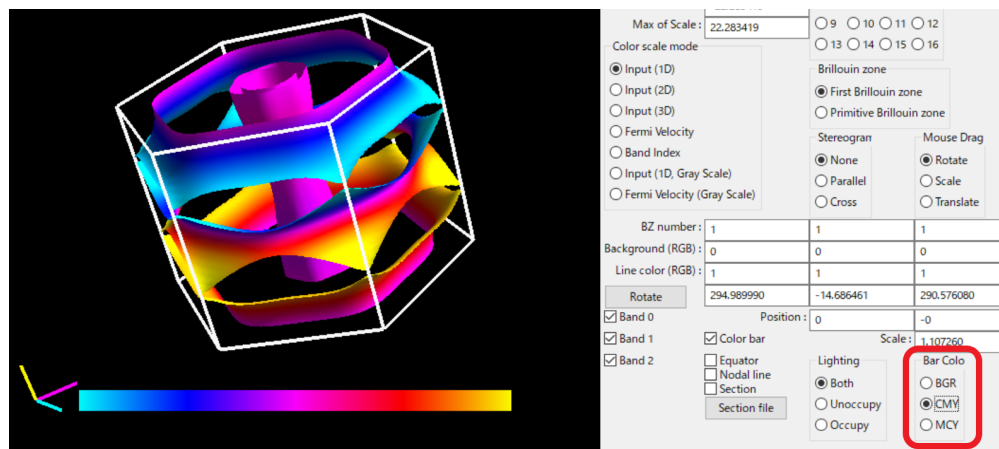 Max of Scale : 22.283419
9 10 11 12
13 14 15 16
Color scale mode
Input (1D)
Input (2D)
Input (3D)
Fermi Velocity
Band Index
Input (1D, Gray Scale)
Fermi Velocity (Gray Scale)
Brillouin zone
First Brillouin zone
Primitive Brillouin zone
Stereogran
None
Parallel
Cross
Mouse Drag
Rotate
Scale
Translate
BZ number : 1 1 1
Background (RGB) : 0 0 0
Line color (RGB) : 1 1 1
Rotate 294.989990 -14.686461 290.576080
Band 0
Position : 0 -0
Band 1
Color bar
Scale : 1.107260
Band 2
Equator
Nodal line
Section
Section file
Lighting
Both
Unoccupy
Occupy
Bar Colo
BGR
CMY
MCY